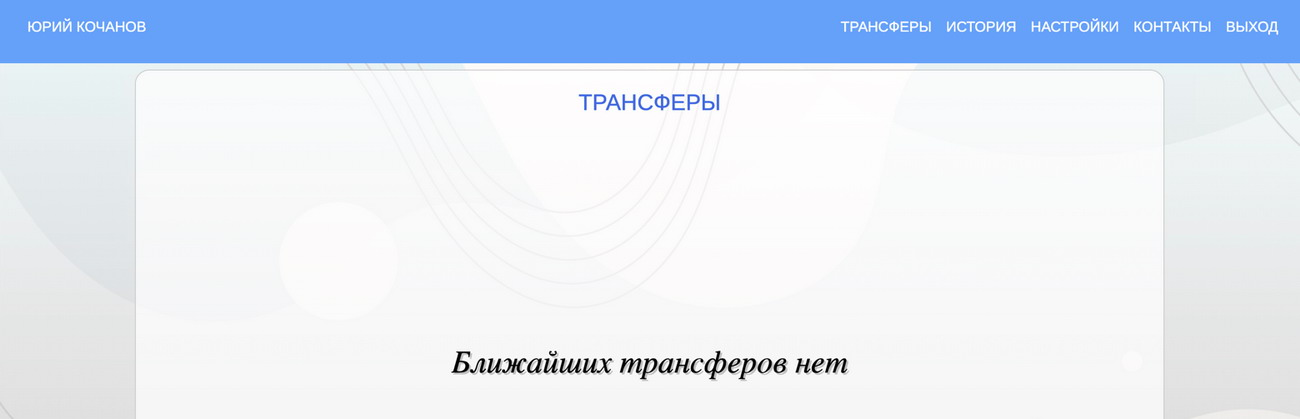 ЮРИЙ КОЧАНОВ ТРАНСФЕРЫ ИСТОРИЯ НАСТРОЙКИ КОНТАКТЫ ВЫХОД
ТРАНСФЕРЫ
Ближайших трансферов нет